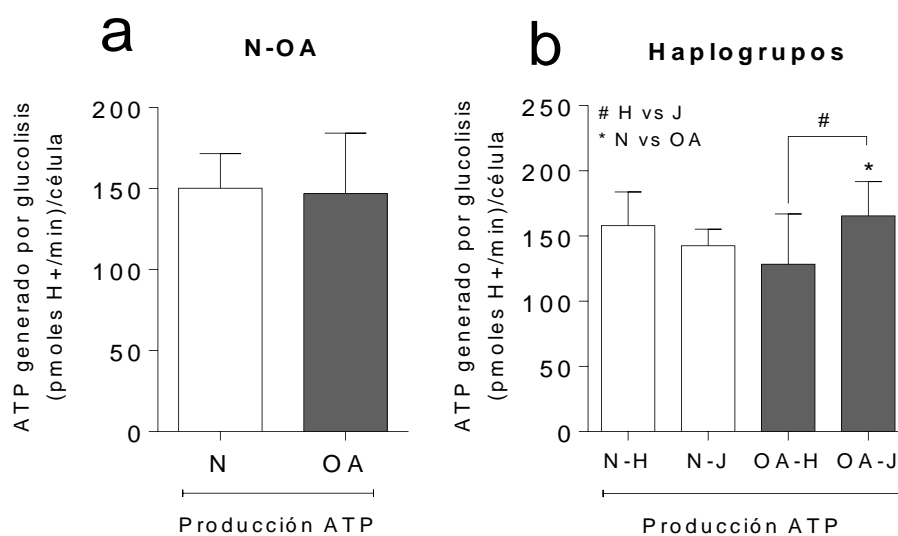 a
N-OA
ATP generado por glucolisis
(pmoles H+/min)/célula
200
150
100
50
0
N
OA
Producción ATP
b
Haplogrupos
ATP generado por glucolisis
(pmoles H+/min)/célula
250
200
150
100
50
0
# H vs J
* N vs OA
#
*
N-H
N-J
OA-H
OA-J
Producción ATP